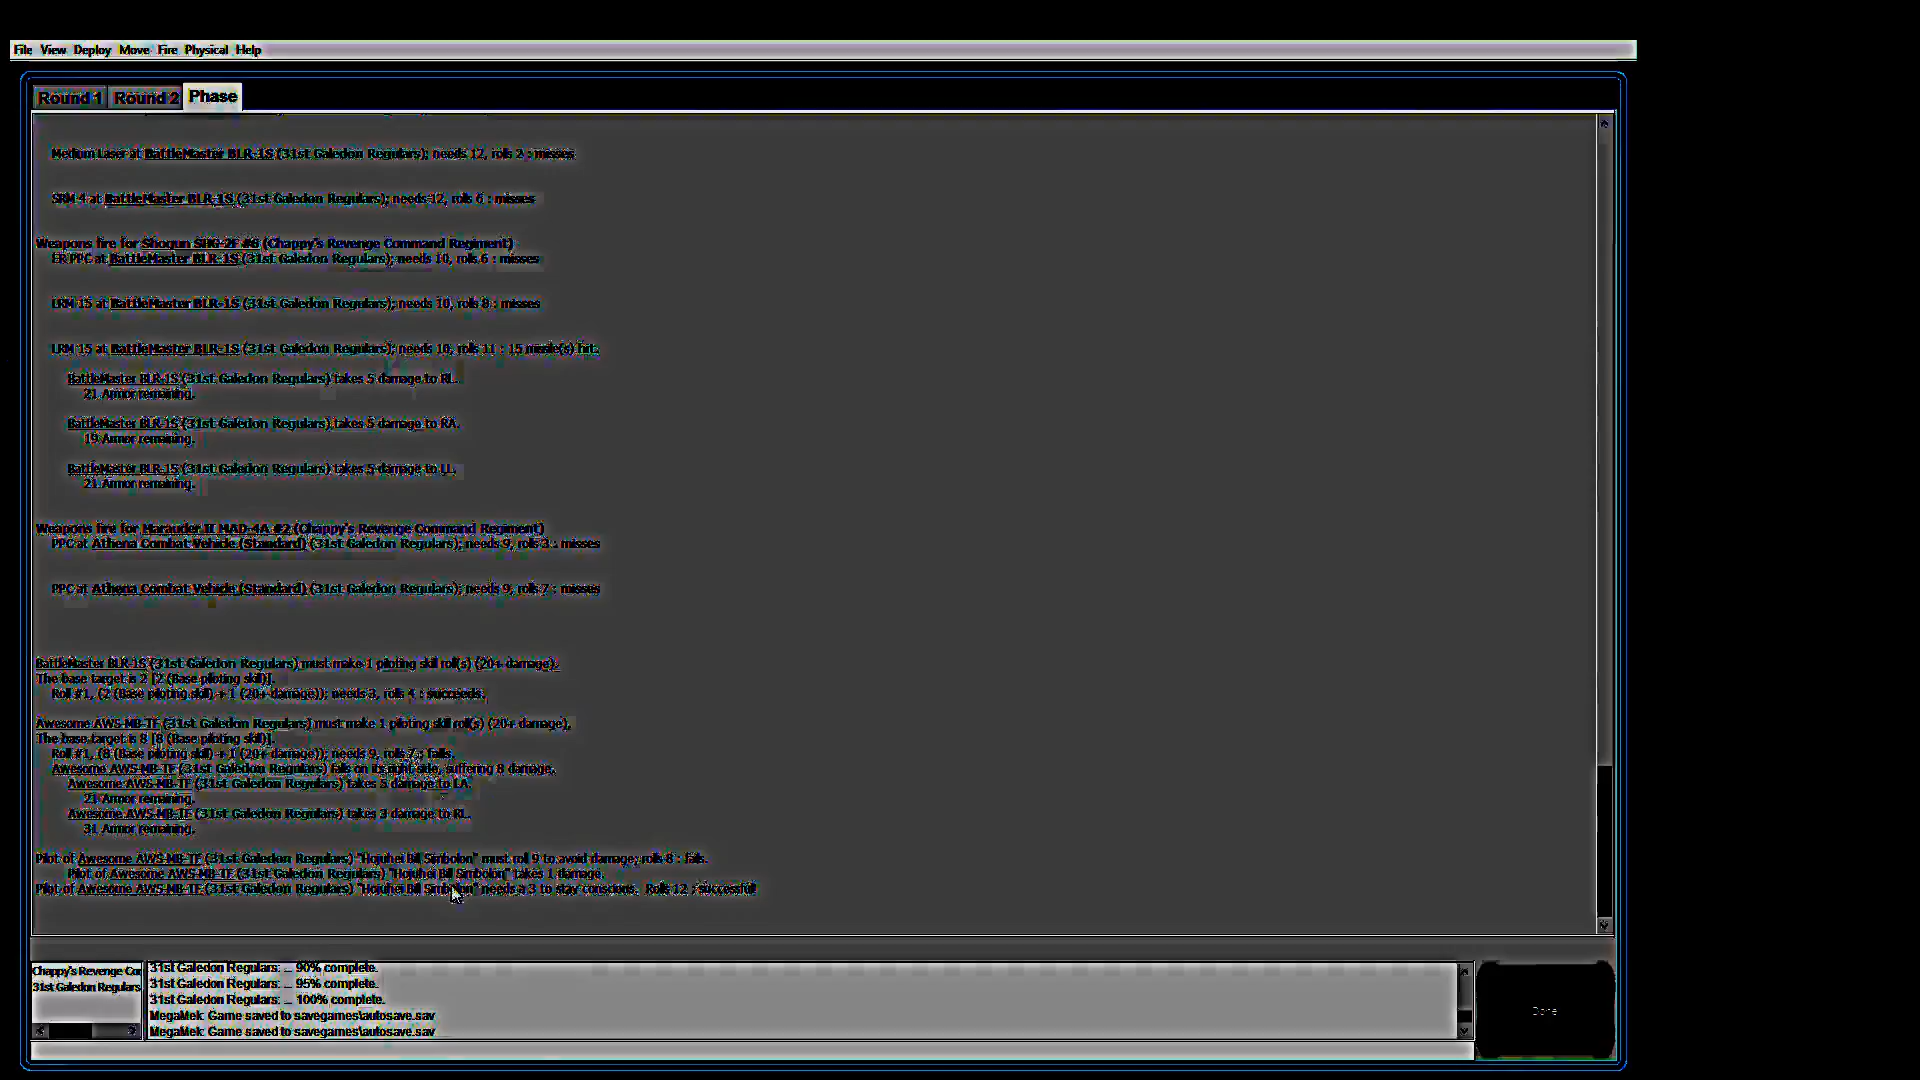 File View Deploy Move Fire Physical Help
Round 1 Round 2 Phase
Medium Laser at BattleMaster BLR-1S (31st Galedon Regulars); needs 12, rolls 2 : misses
SRM 4 at BattleMaster BLR-1S (31st Galedon Regulars); needs 12, rolls 6 : misses
Weapons fire for Shogun SHG-2F #8 (Chappy's Revenge Command Regiment)
ER PPC at BattleMaster BLR-1S (31st Galedon Regulars); needs 10, rolls 6 : misses
LRM 15 at BattleMaster BLR-1S (31st Galedon Regulars); needs 10, rolls 8 : misses
LRM 15 at BattleMaster BLR-1S (31st Galedon Regulars); needs 10, rolls 11 : 15 missile(s) hit.
BattleMaster BLR-1S (31st Galedon Regulars) takes 5 damage to RL.
21 Armor remaining.
BattleMaster BLR-1S (31st Galedon Regulars) takes 5 damage to RA.
19 Armor remaining.
BattleMaster BLR-1S (31st Galedon Regulars) takes 5 damage to LL.
21 Armor remaining.
Weapons fire for Marauder II MAD-4A #2 (Chappy's Revenge Command Regiment)
PPC at Athena Combat Vehicle (Standard) (31st Galedon Regulars); needs 9, rolls 3 : misses
PPC at Athena Combat Vehicle (Standard) (31st Galedon Regulars); needs 9, rolls 7 : misses
BattleMaster BLR-1S (31st Galedon Regulars) must make 1 piloting skill roll(s) (20+ damage).
The base target is 2 [2 (Base piloting skill)].
Roll #1, (2 (Base piloting skill) + 1 (20+ damage)); needs 3, rolls 4 : succeeds.
Awesome AWS-MB-TF (31st Galedon Regulars) must make 1 piloting skill roll(s) (20+ damage).
The base target is 8 [8 (Base piloting skill)].
Roll #1, (8 (Base piloting skill) + 1 (20+ damage)); needs 9, rolls 7 : falls.
Awesome AWS-MB-TF (31st Galedon Regulars) falls on its right side, suffering 8 damage.
Awesome AWS-MB-TF (31st Galedon Regulars) takes damage to LA.
21 Armor remaining.
Awesome AWS-MB-TF (31st Galedon Regulars) takes 3 damage to RL.
31 Armor remaining.
Pilot of Awesome AWS-MB-TF (31st Galedon Regulars) "Hojuhei Bill Simbolon" must roll 9 to avoid damage; rolls 8 : fails.
Pilot of Awesome AWS-MB-TF (31st Galedon Regulars) "Hojuhei Bill Simbolon" takes 1 damage.
Pilot of Awesome AWS-MB-TF (31st Galedon Regulars) "Hojuhei Bill Simbolon" needs a 3 to stay conscious. Rolls 12 : successful!
Chappy's Revenge Cor
31st Galedon Regulars
31st Galedon Regulars: ... 90% complete.
31st Galedon Regulars: ... 95% complete.
31st Galedon Regulars: ... 100% complete.
MegaMek: Game saved to savegames\autosave.sav
MegaMek: Game saved to savegames\autosave.sav
Done